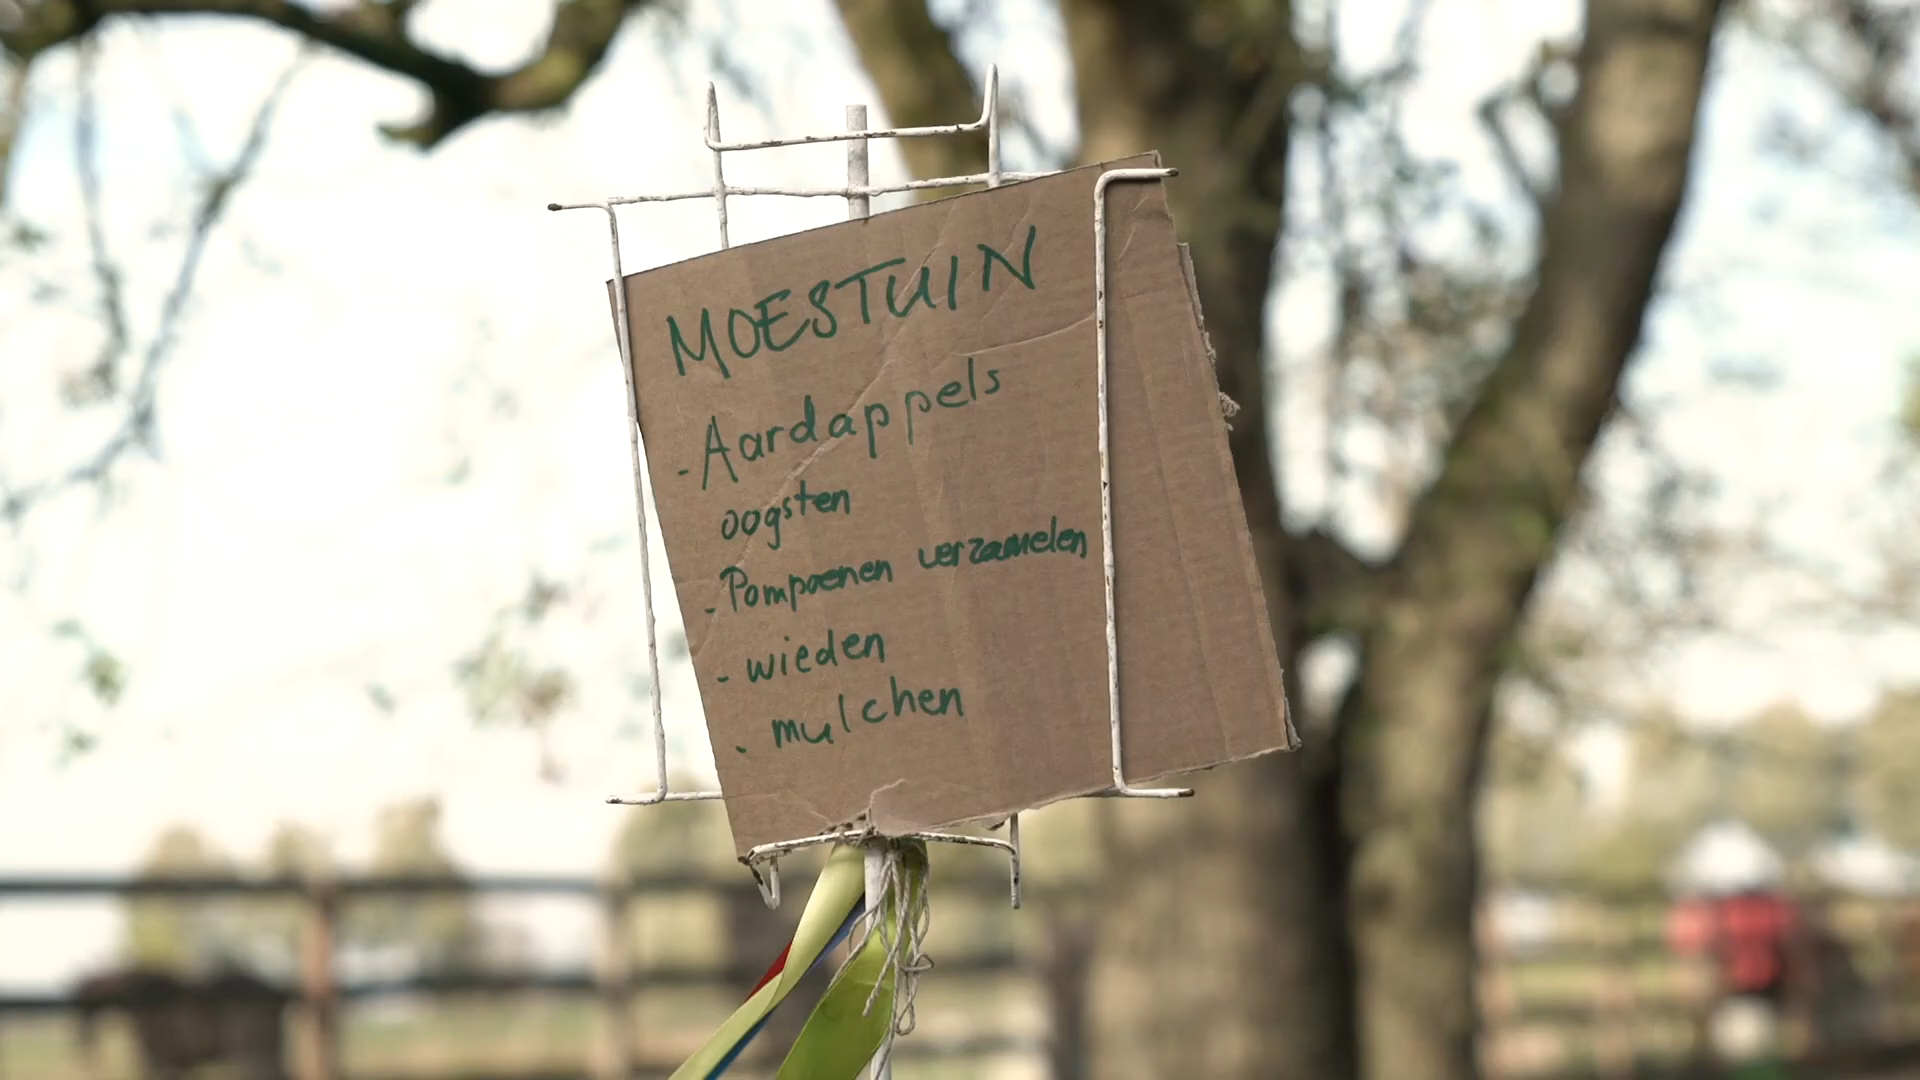 MOESTUIN
- Aardappels
oogsten
- Pompoenen verzamelen
- wieden
- mulchen